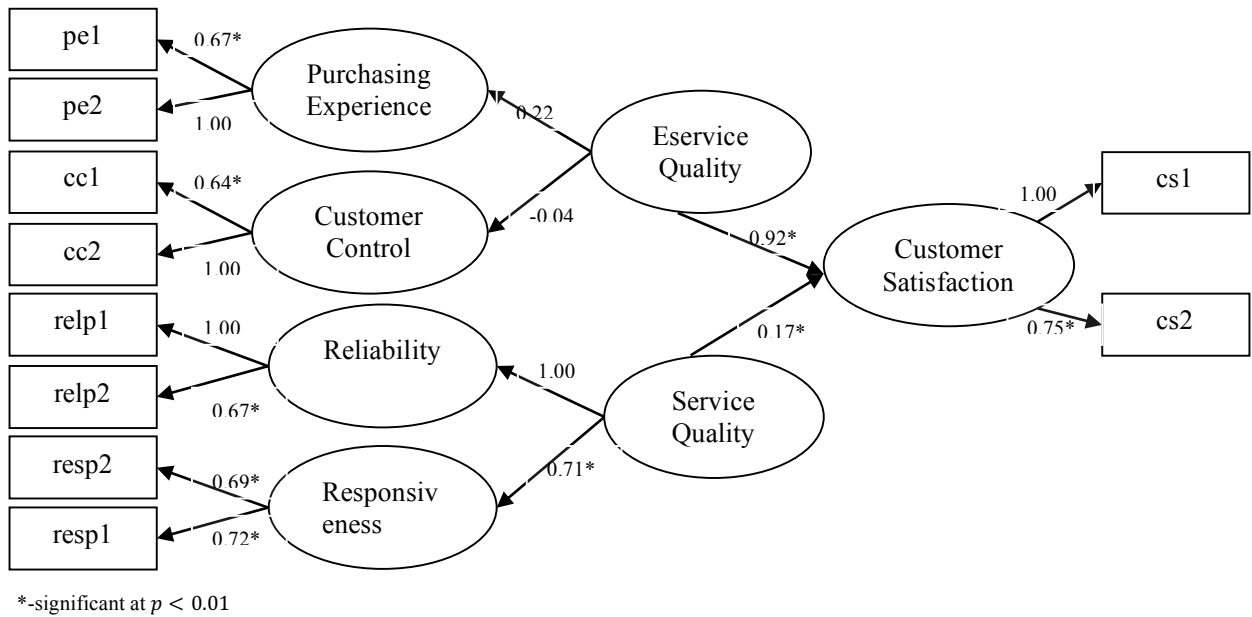 pe1
0.67*
Purchasing
Experience
pe2
1.00
0.22
Eservice
Quality
cc1
0.64*
Customer
Control
-0.04
cc2
1.00
0.92*
cs1
1.00
Customer
Satisfaction
relp1
1.00
Reliability
0.17*
cs2
0.75*
relp2
0.67*
1.00
Service
Quality
resp2
0.69*
Responsiv
eness
0.71*
resp1
0.72*
*-significant at p < 0.01